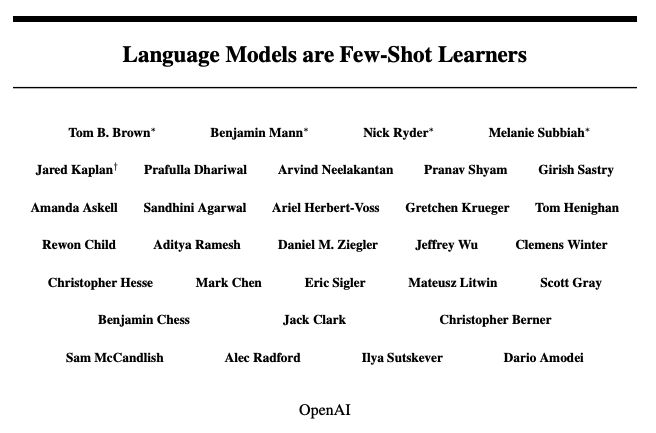 Language Models are Few-Shot Learners
Tom B. Brown* Benjamin Mann* Nick Ryder* Melanie Subbiah*
Jared Kaplan† Prafulla Dhariwal Arvind Neelakantan Pranav Shyam Girish Sastry
Amanda Askell Sandhini Agarwal Ariel Herbert-Voss Gretchen Krueger Tom Henighan
Rewon Child Aditya Ramesh Daniel M. Ziegler Jeffrey Wu Clemens Winter
Christopher Hesse Mark Chen Eric Sigler Mateusz Litwin Scott Gray
Benjamin Chess Jack Clark Christopher Berner
Sam McCandlish Alec Radford Ilya Sutskever Dario Amodei
OpenAI